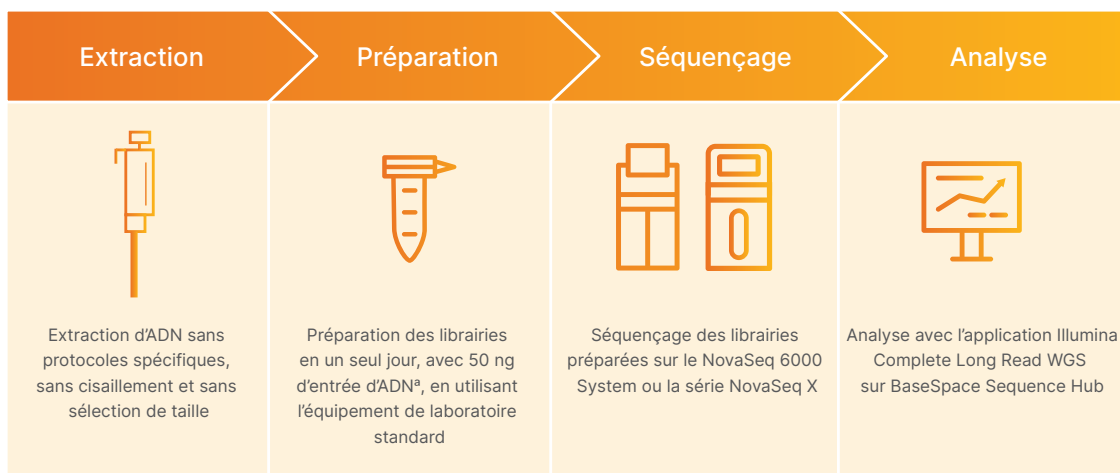 Extraction
Préparation
Séquençage
Analyse
Extraction d'ADN sans
protocoles spécifiques,
sans cisaillement et sans
sélection de taille
Préparation des librairies
en un seul jour, avec 50 ng
d'entrée d'ADNª, en utilisant
l'équipement de laboratoire
standard
Séquençage des librairies
préparées sur le NovaSeq 6000
System ou la série NovaSeq X
Analyse avec l'application Illumina
Complete Long Read WGS
sur BaseSpace Sequence Hub